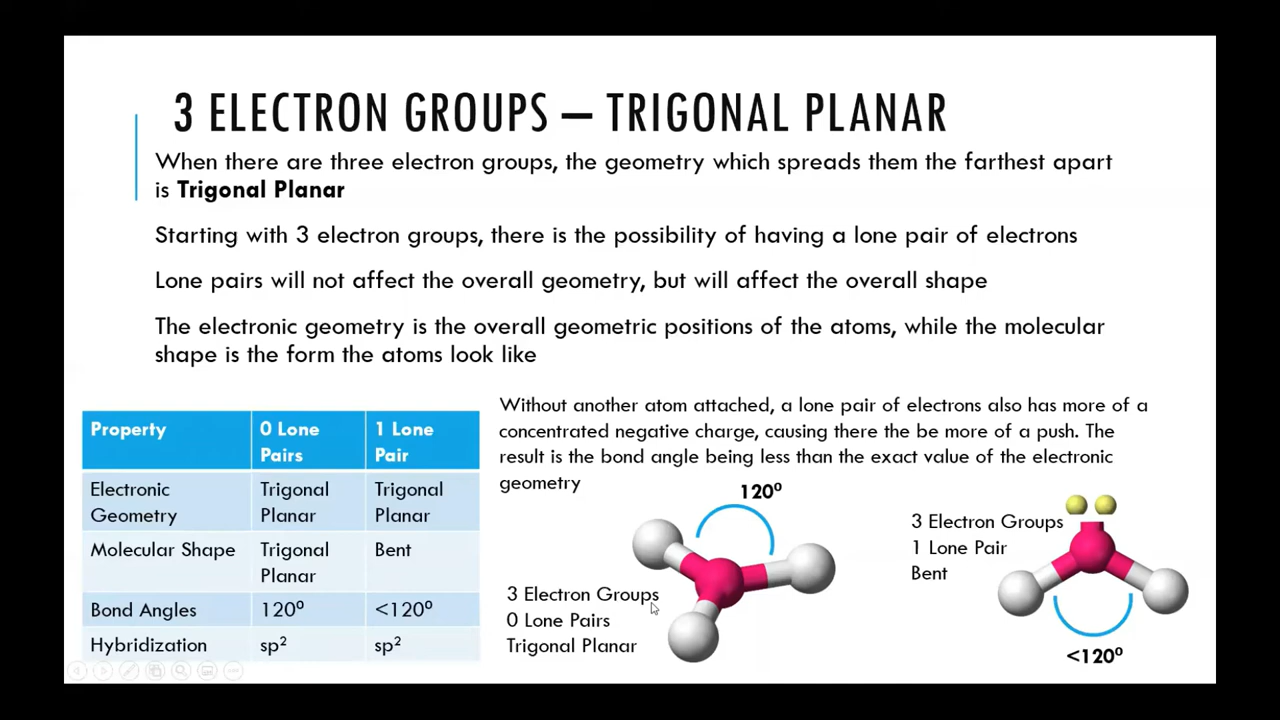 3 ELECTRON GROUPS – TRIGONAL PLANAR
When there are three electron groups, the geometry which spreads them the farthest apart
is Trigonal Planar
Starting with 3 electron groups, there is the possibility of having a lone pair of electrons
Lone pairs will not affect the overall geometry, but will affect the overall shape
The electronic geometry is the overall geometric positions of the atoms, while the molecular
shape is the form the atoms look like
Property
0 Lone
Pairs
1 Lone
Pair
Electronic
Geometry
Trigonal
Planar
Trigonal
Planar
Molecular Shape
Trigonal
Planar
Bent
Bond Angles
120⁰
<120⁰
Hybridization
sp²
sp²
Without another atom attached, a lone pair of electrons also has more of a
concentrated negative charge, causing there the be more of a push. The
result is the bond angle being less than the exact value of the electronic
geometry
120⁰
3 Electron Groups
0 Lone Pairs
Trigonal Planar
3 Electron Groups
1 Lone Pair
Bent
<120⁰